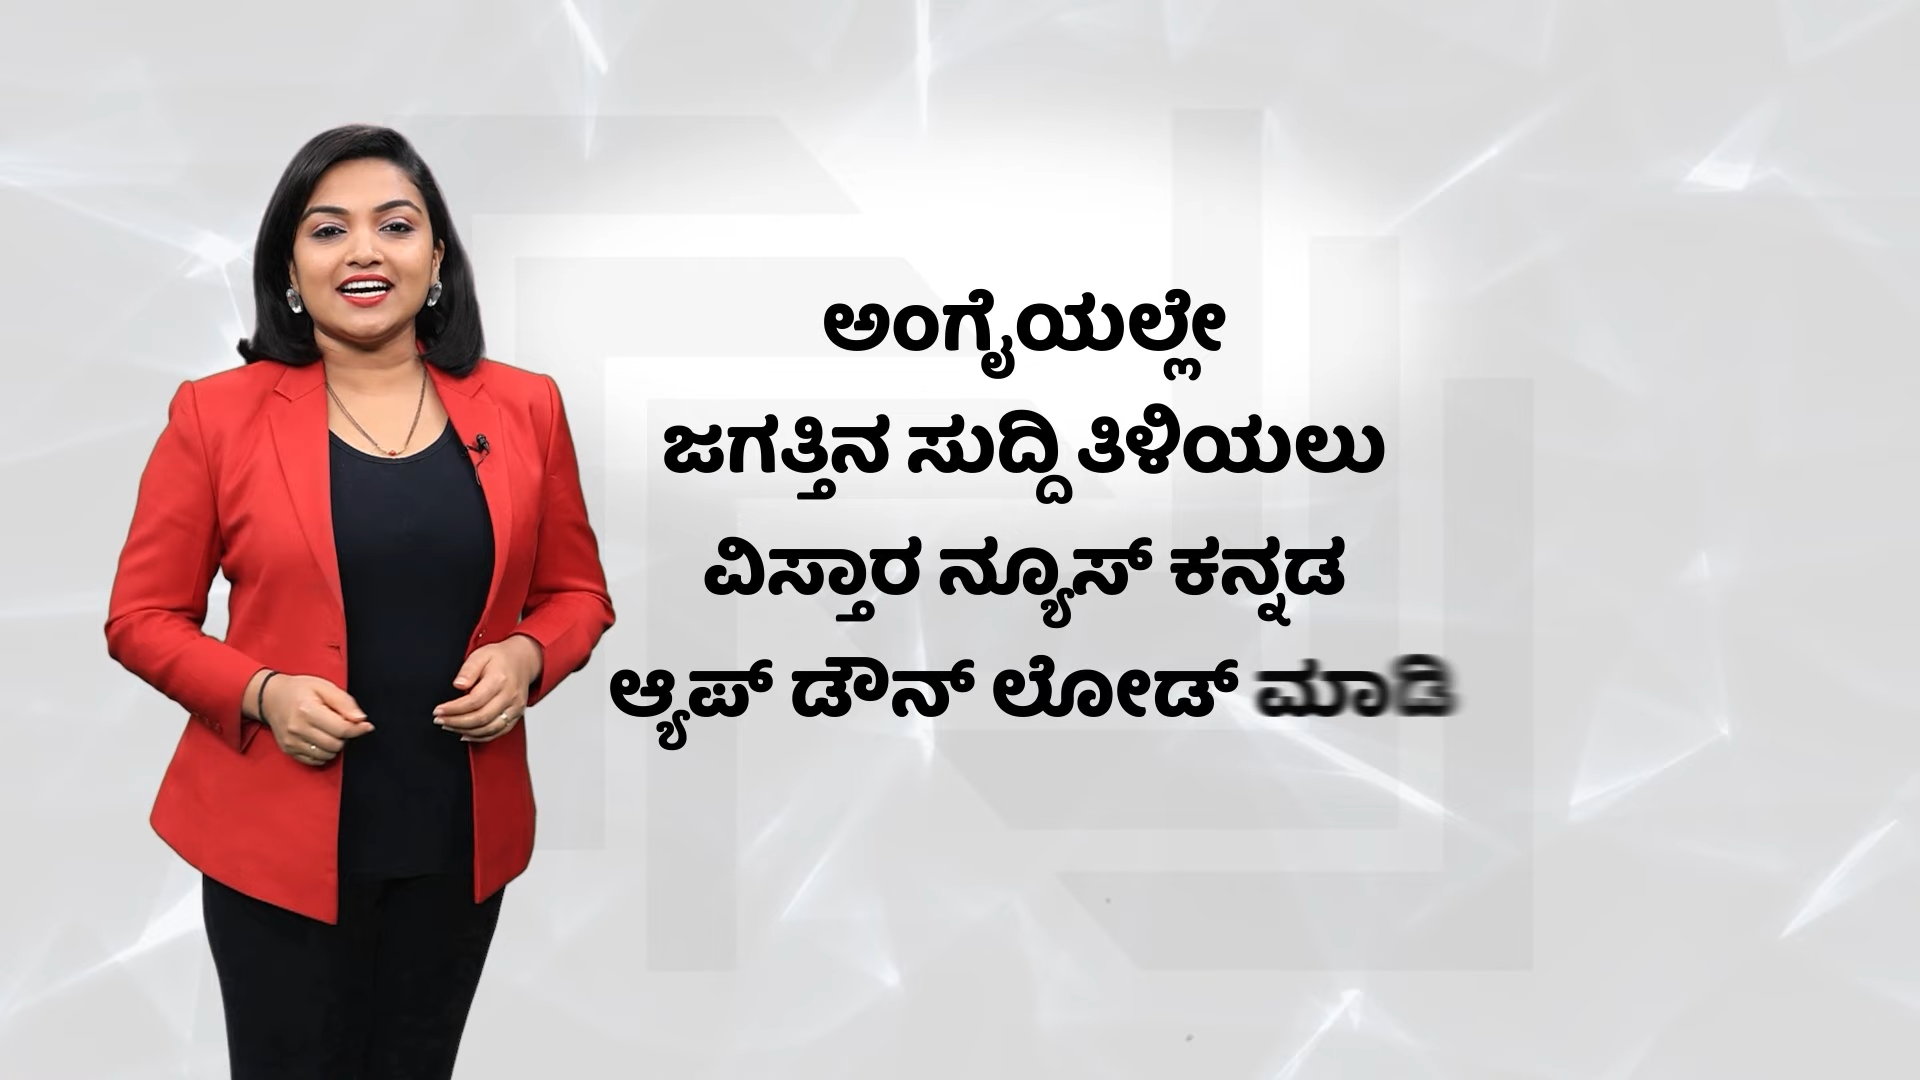 ಅಂಗೈಯಲ್ಲೇ
ಜಗತ್ತಿನ ಸುದ್ದಿ ತಿಳಿಯಲು
ವಿಸ್ತಾರ ನ್ಯೂಸ್ ಕನ್ನಡ
ಆ್ಯಪ್ ಡೌನ್ ಲೋಡ್ ಮಾಡಿ